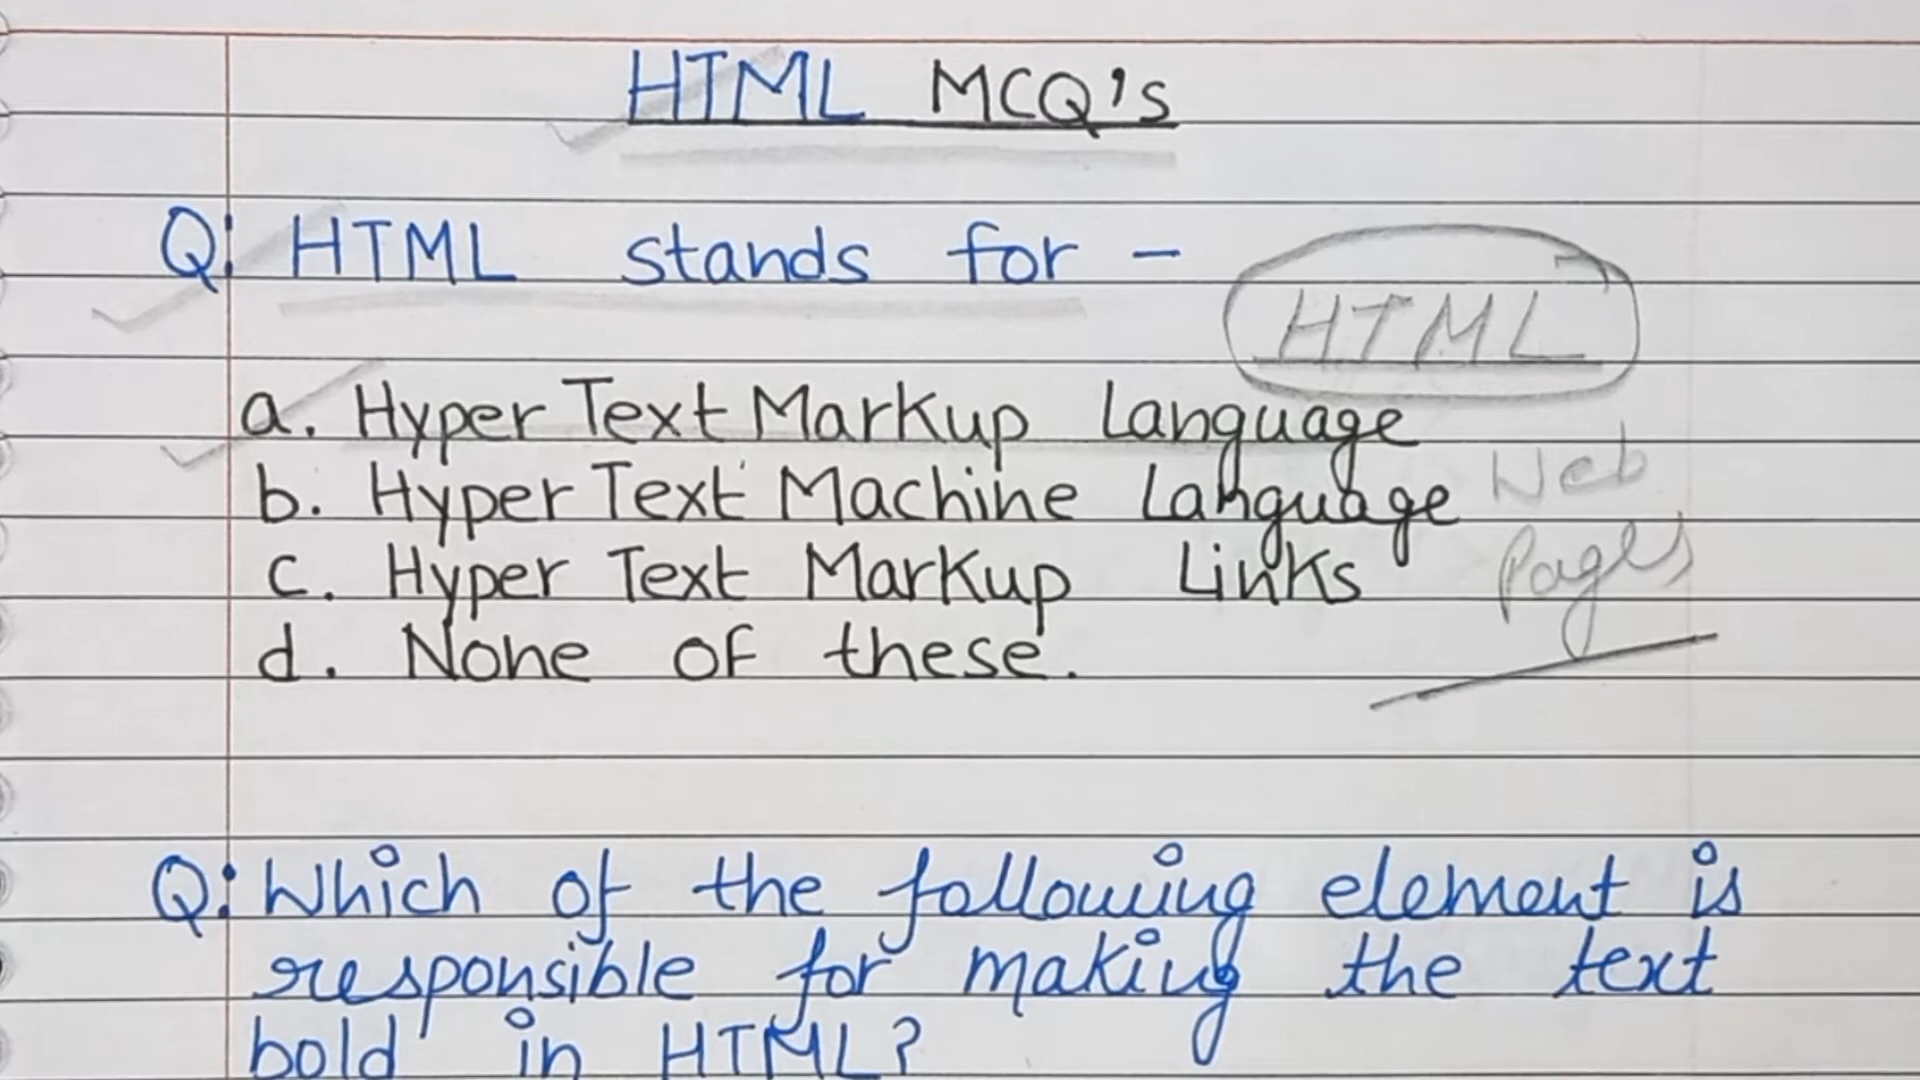 HTML MCQ's
Q: HTML stands for -
HTML
a. Hyper Text Markup Language
b. Hyper Text Machine Language
c. Hyper Text Markup Links
d. None of these.
Web
Pages
Q: Which of the following element is
responsible for making the text
bold in HTML?